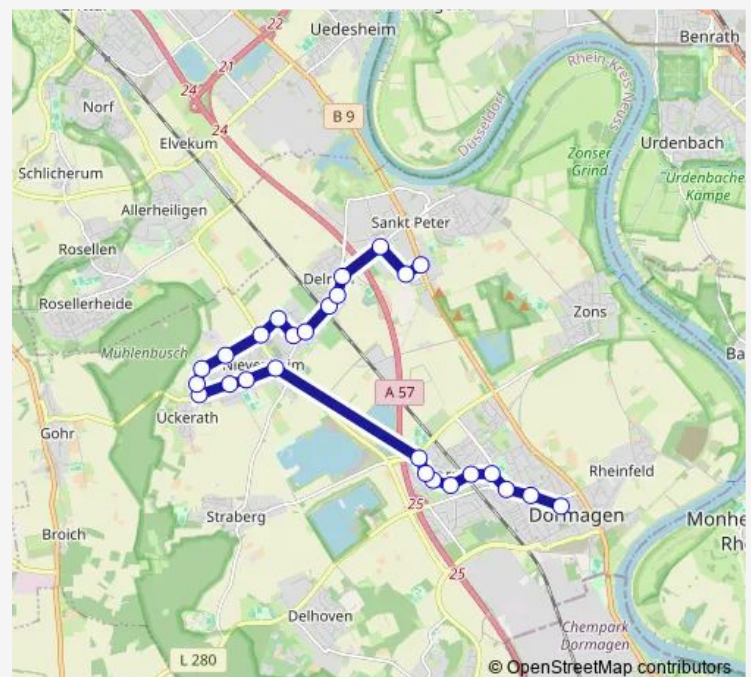 22
Uedesheim
Benrath
21
24
Norf
B 9
Rhein-Kreis Neuss
24
Elvekum
Düsseldorf
Urdenbach
Schlicherum
Zonser
Grind
Urdenbacher
Kämpe
Allerheiligen
Sankt Peter
Rosellen
Rosellerheide
Zons
Mühlenbusch
A 57
Ückerath
Gohr
Rheinfeld
Straberg
25
Dormagen
Broich
25
Delhoven
Chempark
Dormagen
L 280
© OpenStreetMap contributors